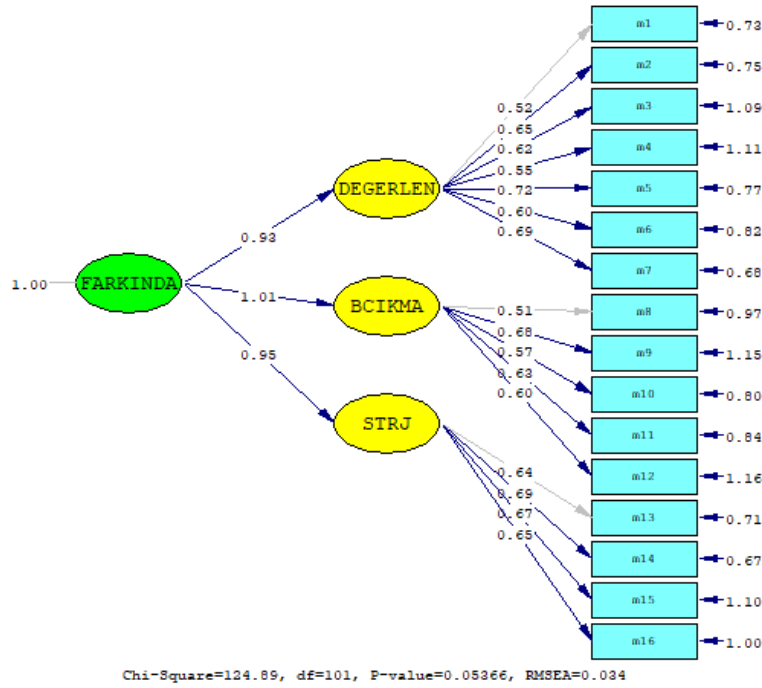 m1
0.73
m2
0.75
m3
1.09
m4
1.11
m5
0.77
m6
0.82
m7
0.68
m8
0.97
m9
1.15
m10
0.80
m11
0.84
m12
1.16
m13
0.71
m14
0.67
m15
1.10
m16
1.00
0.52
0.65
0.62
0.55
0.72
0.60
0.69
DEGERLEN
0.93
1.00
FARKINDA
1.01
BCIKMA
0.51
0.68
0.57
0.63
0.60
0.95
STRJ
0.64
0.69
0.67
0.65
Chi-Square=124.89, df=101, P-value=0.05366, RMSEA=0.034